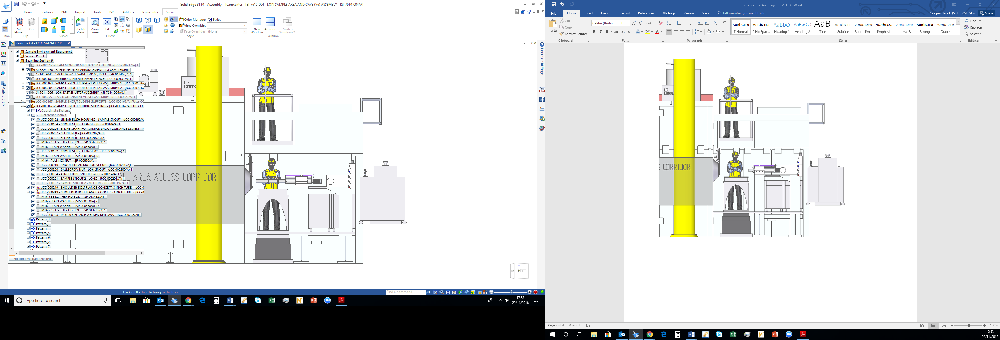 Solid Edge ST10 - Assembly - Teamcenter - [SI-7610-004 - LOKI SAMPLE AREA AND CAVE (V6) ASSEMBLY - {SI-7610-004/A}]
Home Features PMI Inspect Tools ISIS Add Ins Teamcenter View
Set Planes On
Sketch View
Zoom Area Fit
Color Manager Styles
View Overrides
Face Overrides (None)
New Window Arrange Switch Windows
Show Clip Views Orient Style Window
SI-7610-004 - LOKI SAMPLE ARE...
Sample Environment Equipment
Service Panels
Beamline Section 9
JCC-000217 - BEAM MONITOR MECHANISM OUTLINE - {JCC-000217/A}:1
SI-8824-150 - SAFETY SHUTTER ARRANGEMENT - {SI-8824-150/B}:1
12144-PA44 - VACUUM GATE VALVE, DN160, ISO-F - {SP-013465/A}:1
JCC-000181 - MONITOR AND ALIGNMENT SPACE - {JCC-000181/A}:1
JCC-000168 - SAMPLE SNOUT SUPPORT PILLAR ASSEMBLY 01 - {JCC-000168/
JCC-000204 - SAMPLE SNOUT SUPPORT PILLAR ASSEMBLY 02 - {JCC-000204/
SI-7614-006 - LOKI FAST SHUTTER ASSEMBLY - {SI-7614-006/A}:1
JCC-000227 - LASER ALIGNMENT VESSEL ASSEMBLY - {JCC-000227/A}:1
JCC-000167 - SAMPLE SNOUT SLIDING SUPPORTS - {JCC-000167/A}!FULLY CC
JCC-000167 - SAMPLE SNOUT SLIDING SUPPORTS - {JCC-000167/A}!FULLY EX
Coordinate Systems
Reference Planes
JCC-000192 - LINEAR BUSH HOUSING - SAMPLE SNOUT - {JCC-000192/A
JCC-000184 - SNOUT GUIDE FLANGE - {JCC-000184/A}:1
JCC-000206 - SPLINE SHAFT FOR SAMPLE SNOUT GUIDANCE SYSTEM - {J
JCC-000207 - SPLINE NUT - {JCC-000207/A}:1
JCC-000207 - SPLINE NUT - {JCC-000207/A}:2
M16 x 40 LG - HEX HD BOLT - {SP-004438/A}:1
M16 - PLAIN WASHER - {SP-000858/A}:9
JCC-000182 - SNOUT GUIDE FLANGE 02 - {JCC-000182/A}:1
M16 - PLAIN WASHER - {SP-000858/A}:12
M16 - FULL HEX NUT - {SP-000876/A}:1
JCC-000210 - SNOUT LINEAR MOTION SET UP - {JCC-000210/A}:1
JCC-000200 - BALLSCREW NUT - LOKI SNOUT - {JCC-000200/A}:1
JCC-000194 - 4 INCH TUBE SNOUT 1 - {JCC-000194/A}:1
JCC-000201 - SAMPLE SNOUT 2 - LONG - {JCC-000201/A}:1
JCC-000197 - SAMPLE SNOUT 2 - MEDIUM - {JCC-000197/A}:1
JCC-000249 - SHOULDER BOLT FLANGE CONCEPT (3 INCH TUBE) - {JCC-0
JCC-000249 - SHOULDER BOLT FLANGE CONCEPT (3 INCH TUBE) - {JCC-0
M16 x 55 LG - HEX HD BOLT - {SP-013482/A}:1
M16 - PLAIN WASHER - {SP-000858/A}:7
M16 - PLAIN WASHER - {SP-000858/A}:17
M16 x 45 LG - HEX HD BOLT - {SP-013485/A}:1
JCC-000208 - ISO100 K FLANGE WELDED BELLOWS - {JCC-000208/A}:1
Pattern_3
Pattern_4
Pattern_1
Pattern_5
Pattern_6
Pattern_2
Pattern_7
No top level part selected.
Parts Library
CCR
COMPRE
LE AREA ACCESS CORRIDOR
LEFT
Learn Solid Edge
You Tube
Click on the face to bring to the front.
Find a command
Type here to search
17:53
22/11/2018
Loki Sample Area Layout 221118 - Word
File Home Insert Design Layout References Mailings Review View Tell me what you want to do...
Cooper, Jacob (STFC,RAL,ISIS) Share
Paste
Cut
Copy
Format Painter
Calibri (Body) 11
AaBbCcDc AaBbCcDc AaBbCc AaBbCcD AaB AaBbCcD AaBbCcDc AaBbCcDc AaBbCcDc AaBbCcDc AaBbCcDc
¶ Normal ¶ No Spac... Heading 1 Heading 2 Title Subtitle Subtle Em... Emphasis Intense E... Strong Quote
Find
Replace
Select
Clipboard Font Paragraph Styles Editing
CCR
COMPRE
S CORRIDOR
Page 2 of 4 0 words
130%
17:53
22/11/2018